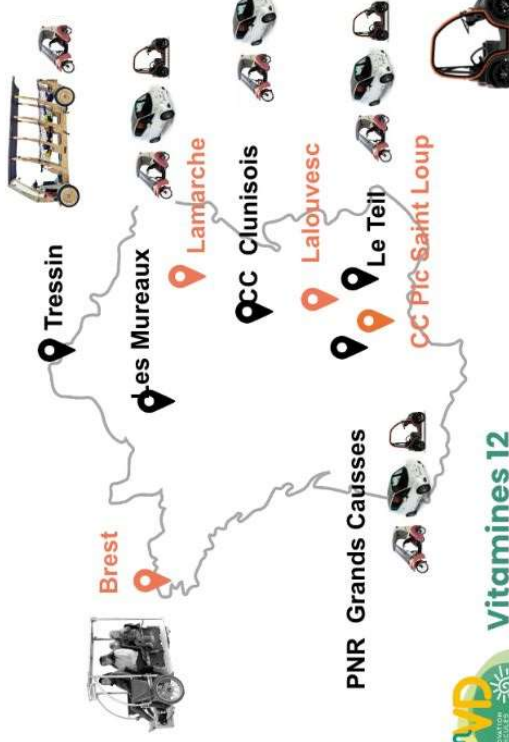 Tressin
Les Mureaux
Brest
Lamarche
CC Clunisois
Lalouvesc
Le Teil
CC Pic Saint Loup
PNR Grands Causses
Vitamines 12